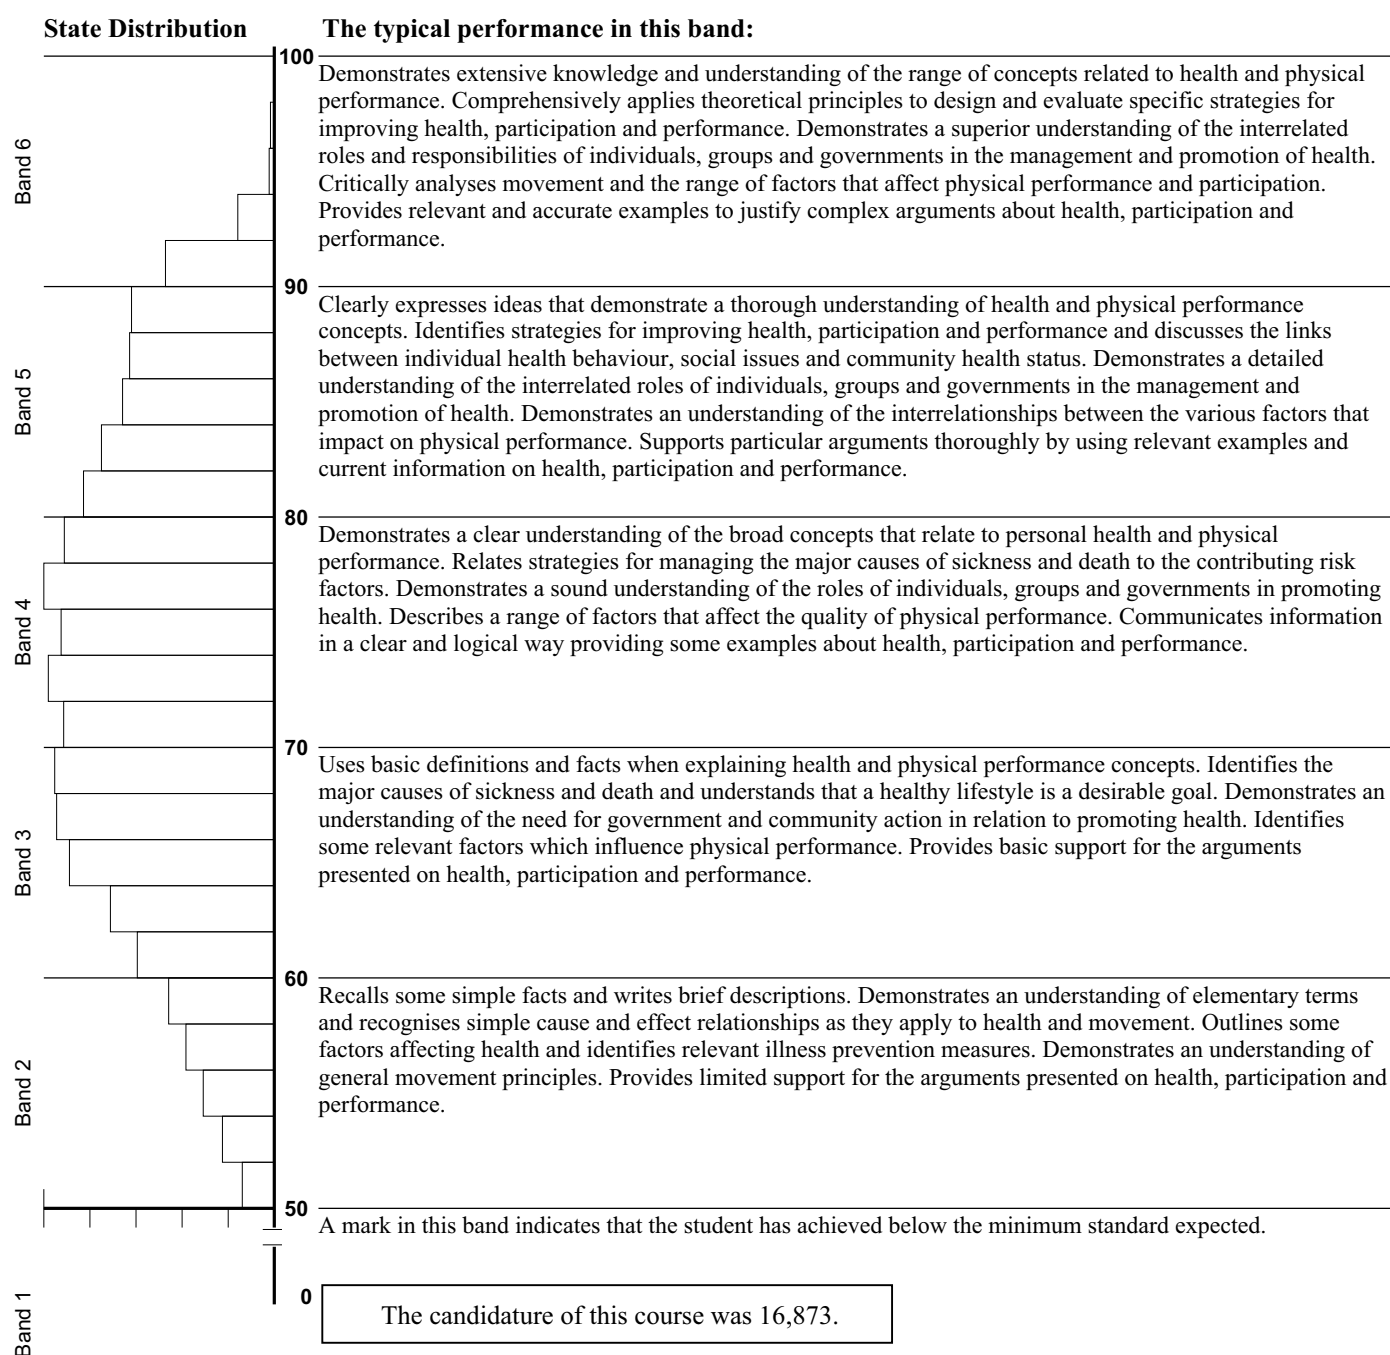 State Distribution
The typical performance in this band:
100
Demonstrates extensive knowledge and understanding of the range of concepts related to health and physical
performance. Comprehensively applies theoretical principles to design and evaluate specific strategies for
improving health, participation and performance. Demonstrates a superior understanding of the interrelated
roles and responsibilities of individuals, groups and governments in the management and promotion of health.
Critically analyses movement and the range of factors that affect physical performance and participation.
Provides relevant and accurate examples to justify complex arguments about health, participation and
performance.
Band 6
90
Clearly expresses ideas that demonstrate a thorough understanding of health and physical performance
concepts. Identifies strategies for improving health, participation and performance and discusses the links
between individual health behaviour, social issues and community health status. Demonstrates a detailed
understanding of the interrelated roles of individuals, groups and governments in the management and
promotion of health. Demonstrates an understanding of the interrelationships between the various factors that
impact on physical performance. Supports particular arguments thoroughly by using relevant examples and
current information on health, participation and performance.
Band 5
80
Demonstrates a clear understanding of the broad concepts that relate to personal health and physical
performance. Relates strategies for managing the major causes of sickness and death to the contributing risk
factors. Demonstrates a sound understanding of the roles of individuals, groups and governments in promoting
health. Describes a range of factors that affect the quality of physical performance. Communicates information
in a clear and logical way providing some examples about health, participation and performance.
Band 4
70
Uses basic definitions and facts when explaining health and physical performance concepts. Identifies the
major causes of sickness and death and understands that a healthy lifestyle is a desirable goal. Demonstrates an
understanding of the need for government and community action in relation to promoting health. Identifies
some relevant factors which influence physical performance. Provides basic support for the arguments
presented on health, participation and performance.
Band 3
60
Recalls some simple facts and writes brief descriptions. Demonstrates an understanding of elementary terms
and recognises simple cause and effect relationships as they apply to health and movement. Outlines some
factors affecting health and identifies relevant illness prevention measures. Demonstrates an understanding of
general movement principles. Provides limited support for the arguments presented on health, participation and
performance.
Band 2
50
A mark in this band indicates that the student has achieved below the minimum standard expected.
0
Band 1
The candidature of this course was 16,873.